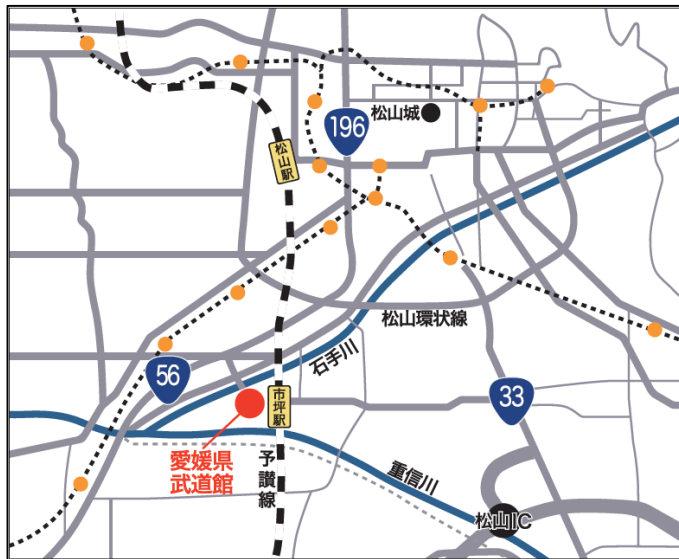 松山城
196
松山駅
松山環状線
石手川
56
33
市坪駅
愛媛県
武道館
予讃線
重信川
松山IC